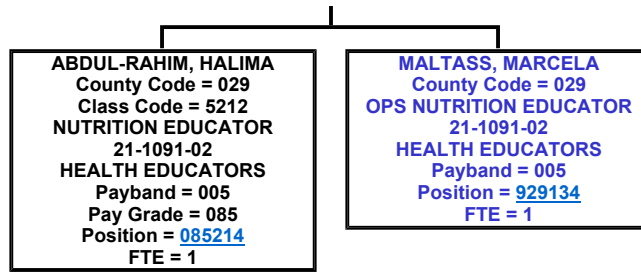 ABDUL-RAHIM, HALIMA
County Code = 029
Class Code = 5212
NUTRITION EDUCATOR
21-1091-02
HEALTH EDUCATORS
Payband = 005
Pay Grade = 085
Position = 085214
FTE = 1
MALTASS, MARCELA
County Code = 029
OPS NUTRITION EDUCATOR
21-1091-02
HEALTH EDUCATORS
Payband = 005
Position = 929134
FTE = 1